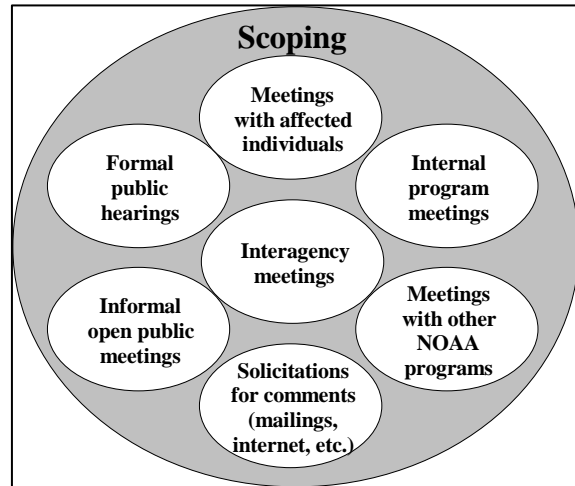 Scoping
Meetings
with affected
individuals
Formal
public
hearings
Internal
program
meetings
Interagency
meetings
Informal
open public
meetings
Meetings
with other
NOAA
programs
Solicitations
for comments
(mailings,
internet, etc.)